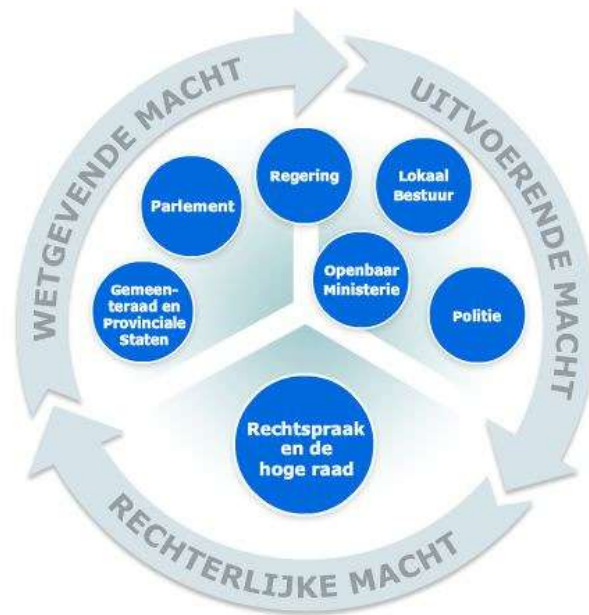 WETGEVENDE MACHT
UITVOERENDE MACHT
Regering
Lokaal
Bestuur
Parlement
Openbaar
Ministerie
Gemeen-
teraad en
Provinciale
Staten
Politie
Rechtspraak
en de
hoge raad
RECHTERLIJKE MACHT